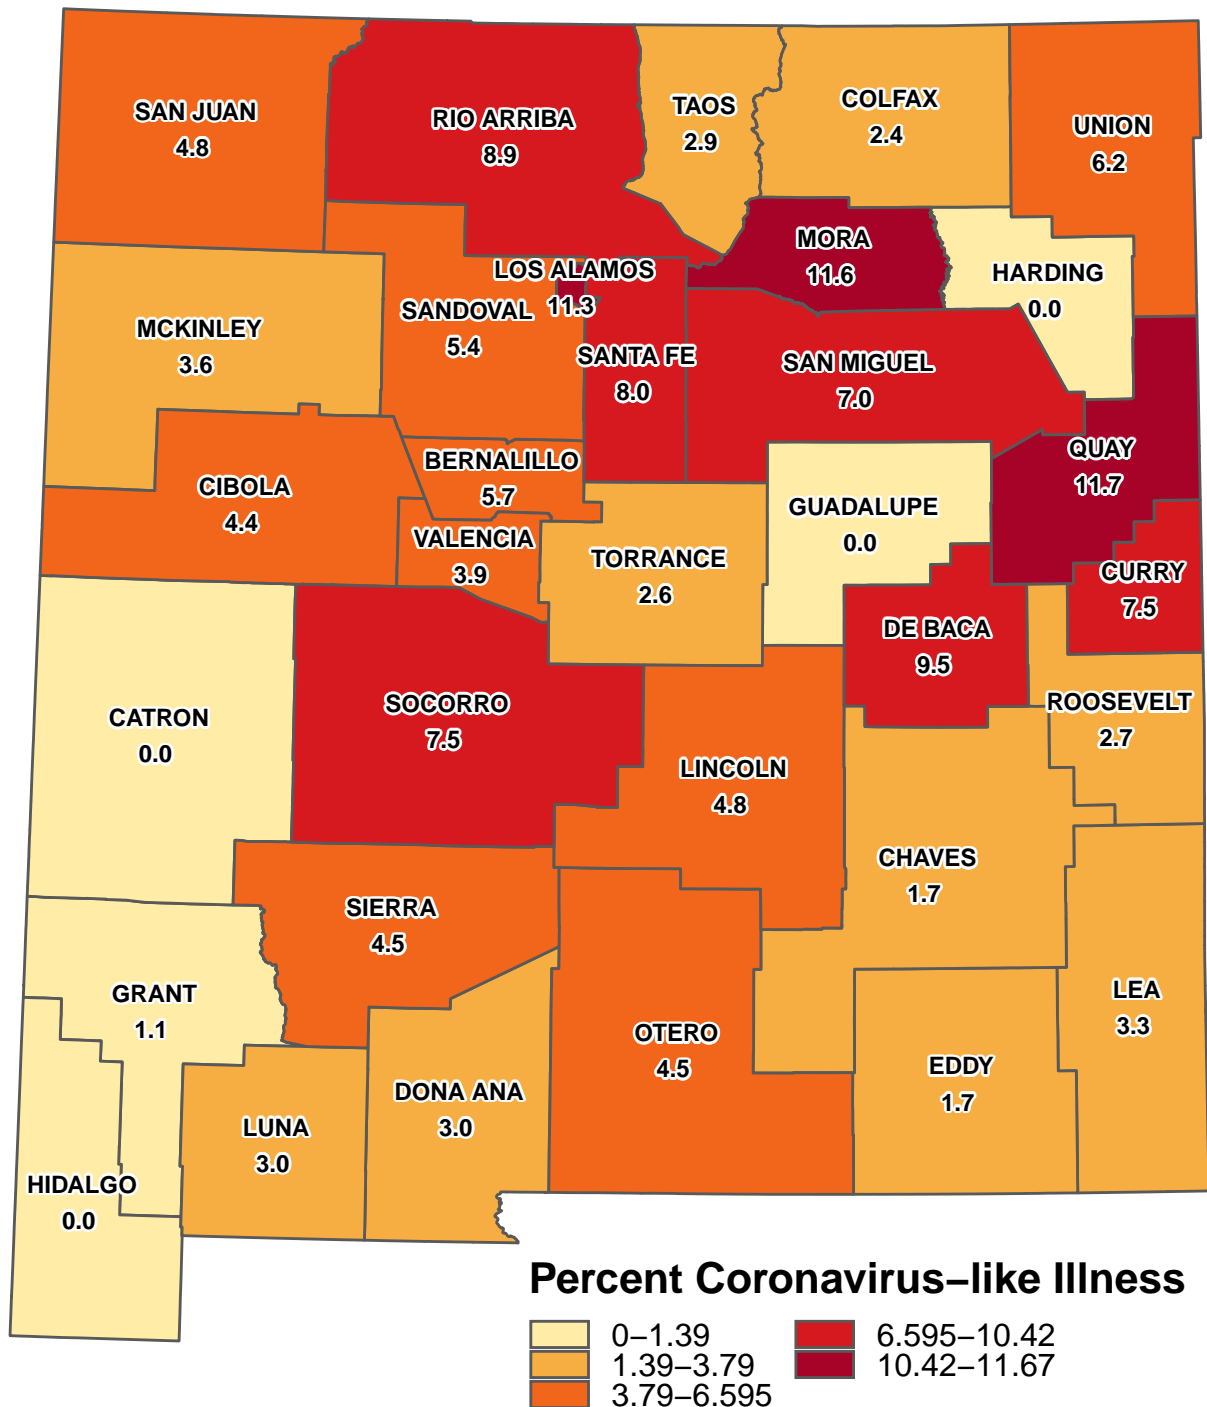 SAN JUAN
4.8
RIO ARRIBA
8.9
TAOS
2.9
COLFAX
2.4
UNION
6.2
MORA
11.6
HARDING
0.0
LOS ALAMOS
11.3
SANDOVAL
5.4
MCKINLEY
3.6
SANTA FE
8.0
SAN MIGUEL
7.0
QUAY
11.7
BERNALILLO
5.7
CIBOLA
4.4
GUADALUPE
0.0
VALENCIA
3.9
TORRANCE
2.6
CURRY
7.5
DE BACA
9.5
CATRON
0.0
SOCORRO
7.5
ROOSEVELT
2.7
LINCOLN
4.8
CHAVES
1.7
SIERRA
4.5
GRANT
1.1
LEA
3.3
OTERO
4.5
EDDY
1.7
DONA ANA
3.0
LUNA
3.0
HIDALGO
0.0
Percent Coronavirus–like Illness
0–1.39
1.39–3.79
3.79–6.595
6.595–10.42
10.42–11.67